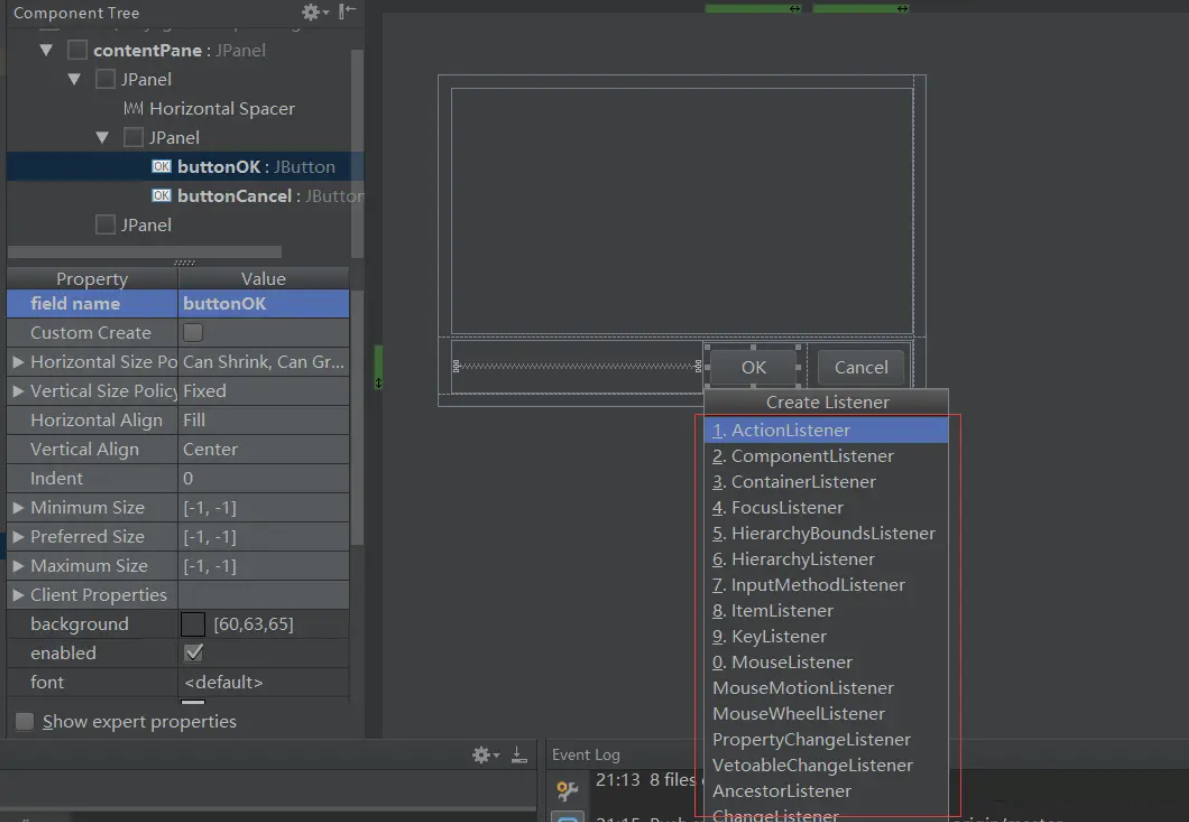 Component Tree
contentPane : JPanel
JPanel
Horizontal Spacer
JPanel
OK buttonOK : JButton
OK buttonCancel : JButton
JPanel
Property Value
field name buttonOK
Custom Create
Horizontal Size Po Can Shrink, Can Gr...
Vertical Size Policy Fixed
Horizontal Align Fill
Vertical Align Center
Indent 0
Minimum Size [-1, -1]
Preferred Size [-1, -1]
Maximum Size [-1, -1]
Client Properties
background [60,63,65]
enabled
font <default>
Show expert properties
OK Cancel
Create Listener
1. ActionListener
2. ComponentListener
3. ContainerListener
4. FocusListener
5. HierarchyBoundsListener
6. HierarchyListener
7. InputMethodListener
8. ItemListener
9. KeyListener
0. MouseListener
MouseMotionListener
MouseWheelListener
PropertyChangeListener
VetoableChangeListener
AncestorListener
ChangeListener
Event Log
21:13 8 files